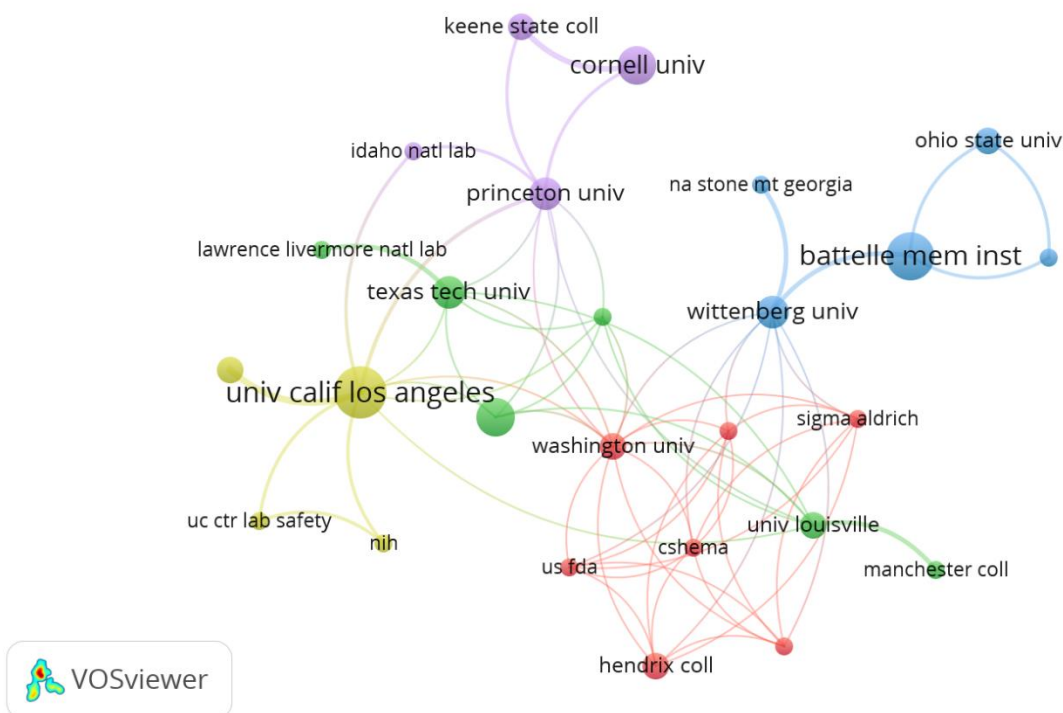 keene state coll
cornell univ
ohio state univ
idaho natl lab
na stone mt georgia
princeton univ
lawrence livermore natl lab
battelle mem inst
texas tech univ
wittenberg univ
univ calif los angeles
sigma aldrich
washington univ
uc ctr lab safety
univ louisville
nih
cshema
us fda
manchester coll
hendrix coll
VOSviewer